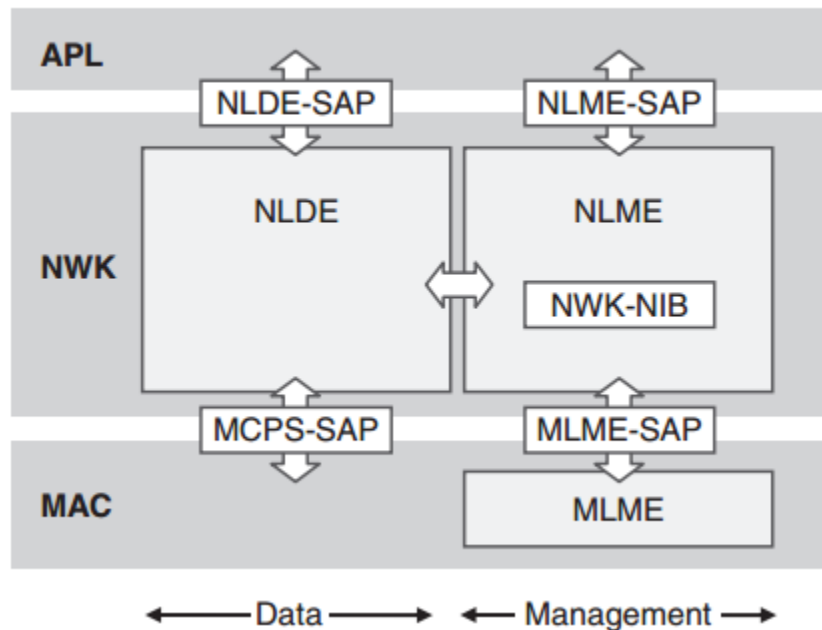 APL
NLDE-SAP
NLME-SAP
NWK
NLDE
NLME
NWK-NIB
MCPS-SAP
MLME-SAP
MAC
MLME
Data
Management